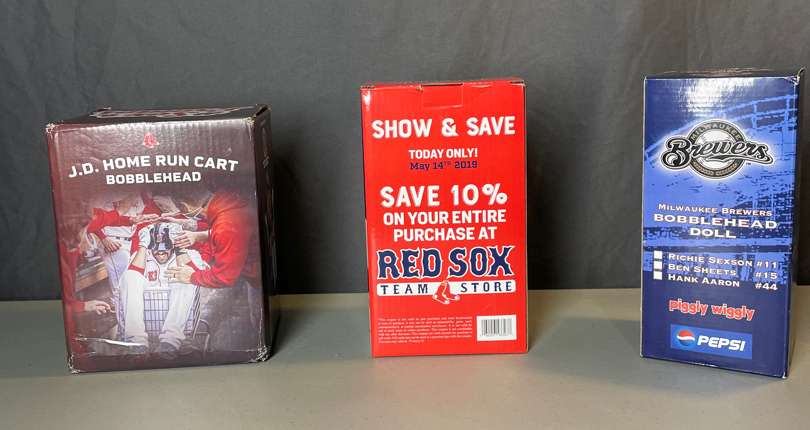 J.D. HOME RUN CART
BOBBLEHEAD
SHOW & SAVE
TODAY ONLY!
May 14TH 2019
SAVE 10%
ON YOUR ENTIRE
PURCHASE AT
RED SOX
TEAM STORE
MILWAUKEE
Brewers
MILWAUKEE BREWERS
BOBBLEHEAD
DOLL
RICHIE SEXSON #11
BEN SHEETS #15
HANK AARON #44
piggly wiggly
PEPSI